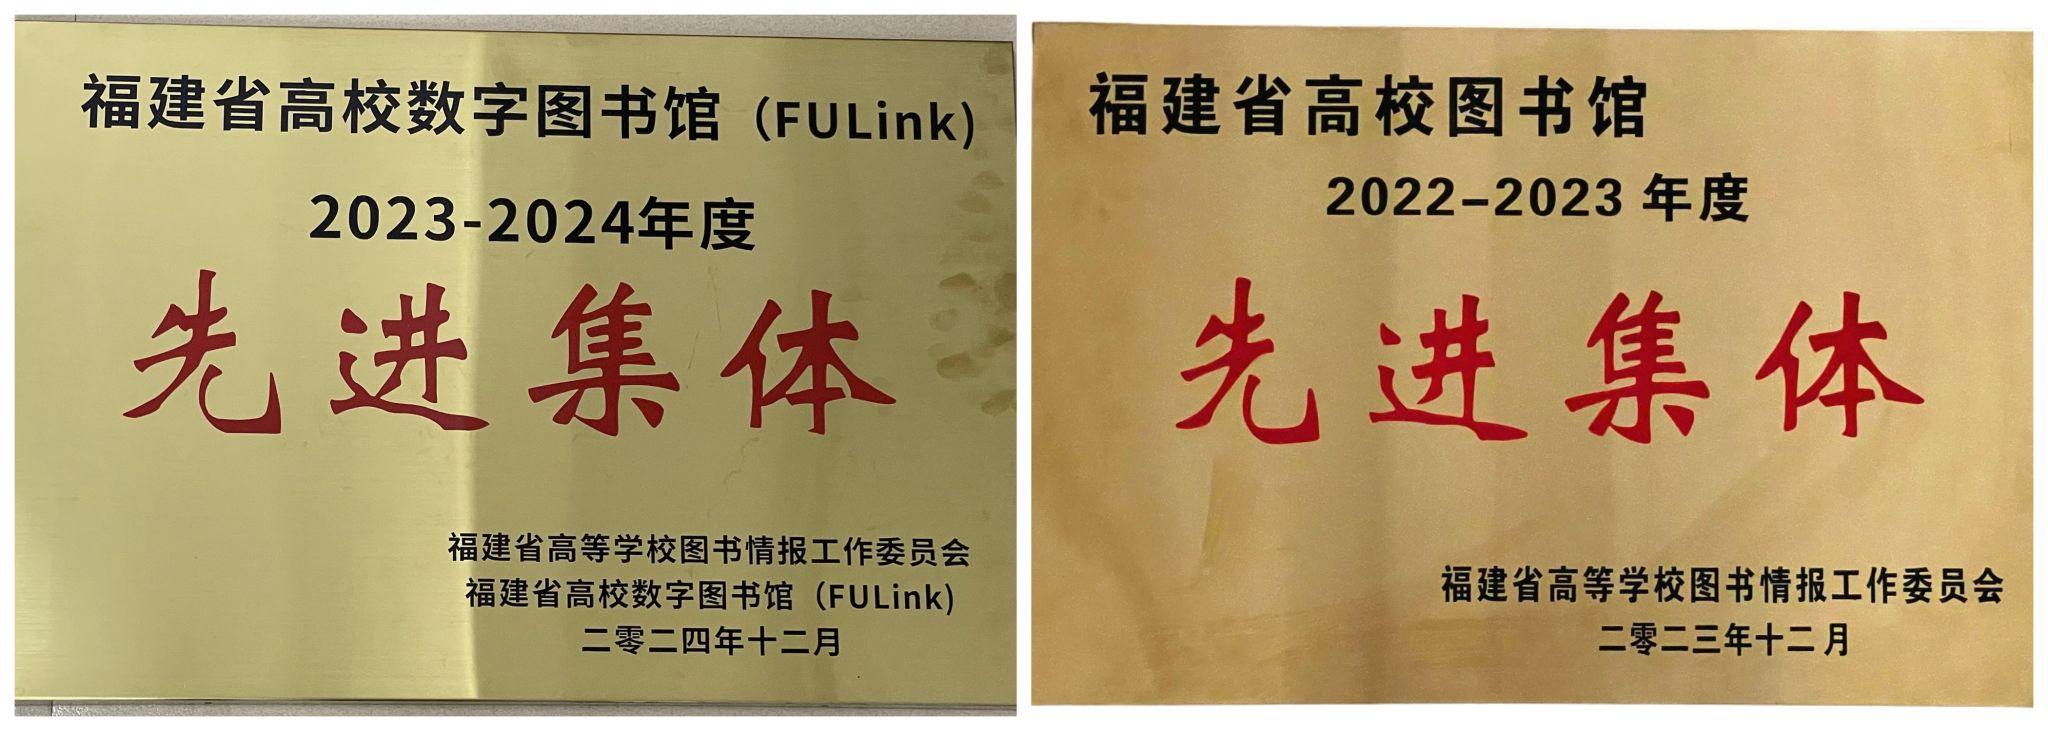 福建省高校数字图书馆（FULink)
2023-2024年度
先进集体
福建省高等学校图书情报工作委员会
福建省高校数字图书馆（FULink)
二零二四年十二月
福建省高校图书馆
2022-2023 年度
先进集体
福建省高等学校图书情报工作委员会
二零二三年十二月